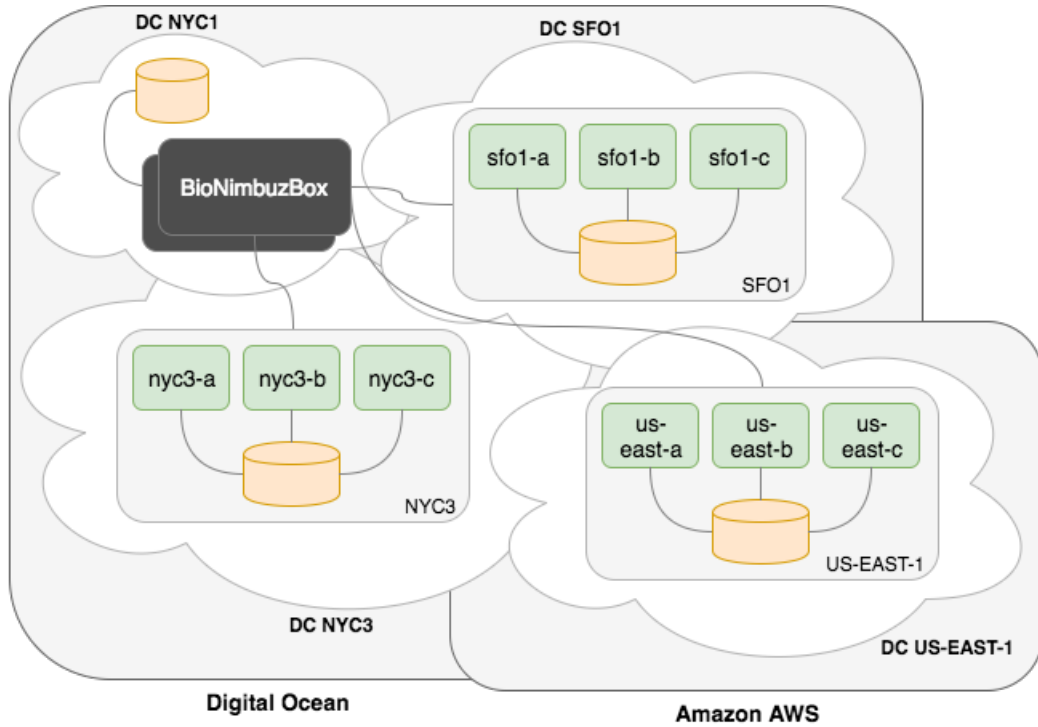 DC NYC1
DC SFO1
BioNimbuzBox
sfo1-a
sfo1-b
sfo1-c
SFO1
nyc3-a
nyc3-b
nyc3-c
NYC3
us-
east-a
us-
east-b
us-
east-c
US-EAST-1
DC NYC3
DC US-EAST-1
Digital Ocean
Amazon AWS